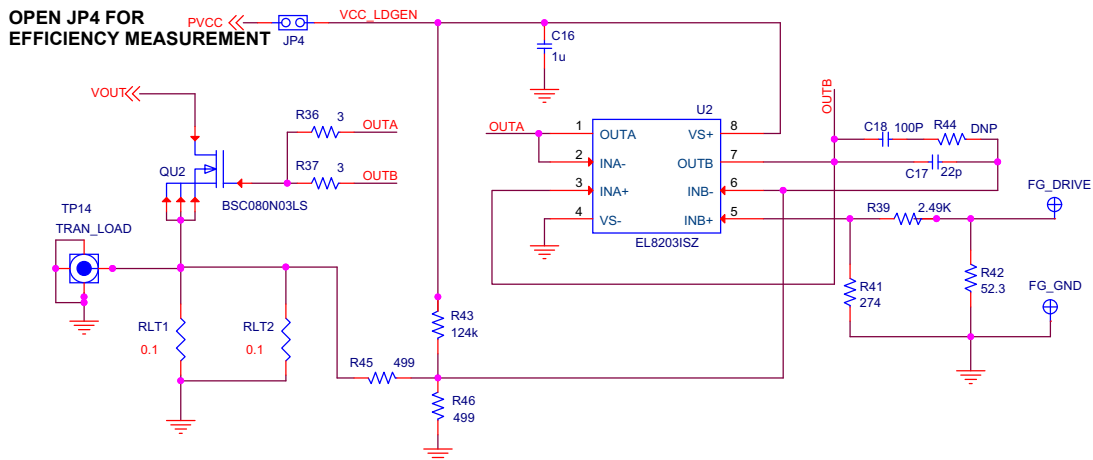 OPEN JP4 FOR
EFFICIENCY MEASUREMENT
PVCC
JP4
VCC_LDGEN
C16
1u
VOUT
R36 3
OUTA
R37 3
OUTB
QU2
BSC080N03LS
TP14
TRAN_LOAD
RLT1
0.1
RLT2
0.1
R45 499
R43
124k
R46
499
OUTA
U2
1 OUTA VS+ 8
2 INA- OUTB 7
3 INA+ INB- 6
4 VS- INB+ 5
EL8203ISZ
OUTB
C18 100P R44 DNP
C17 22p
R39 2.49K
FG_DRIVE
R41
274
R42
52.3
FG_GND